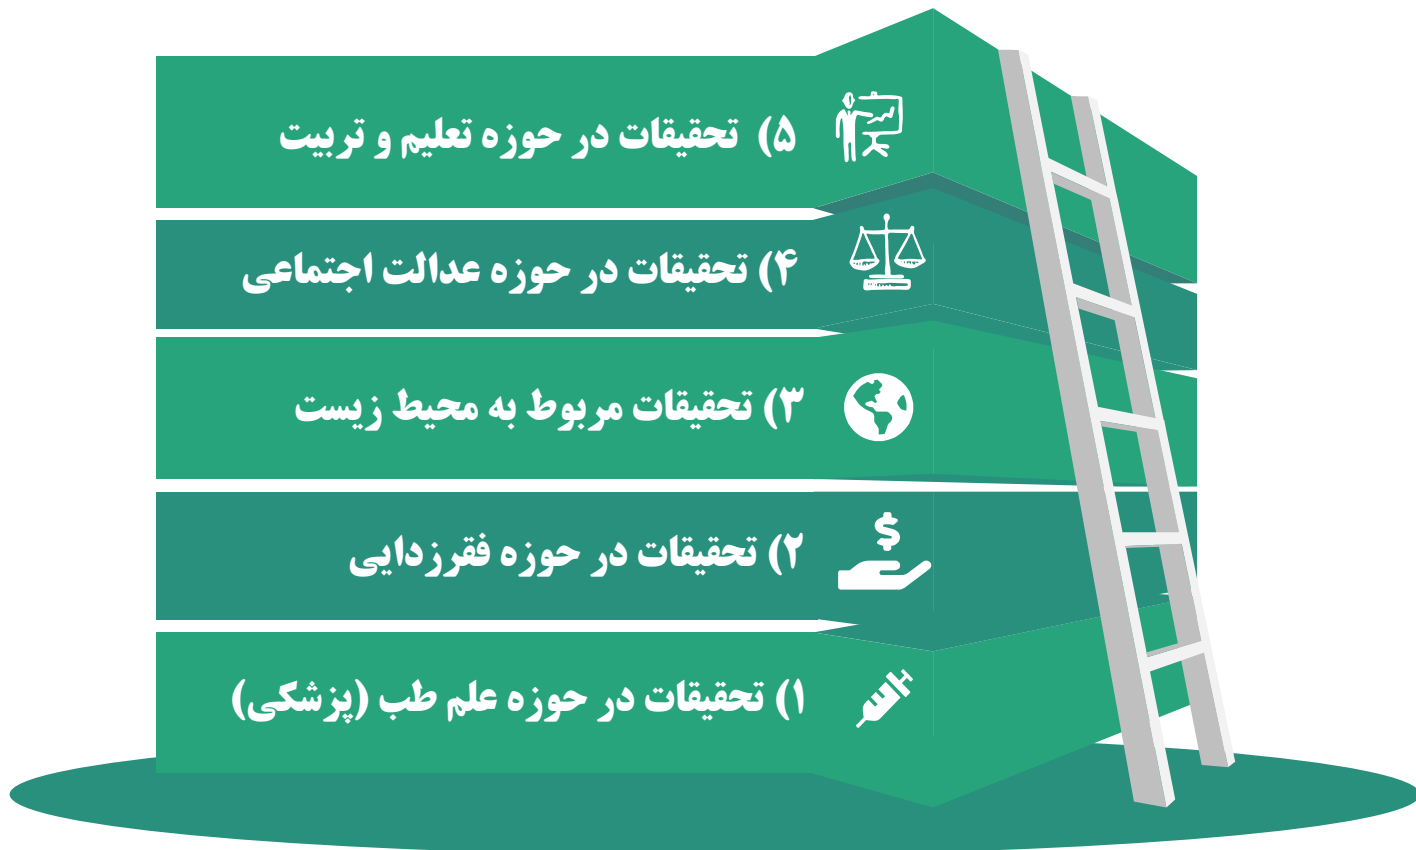 ۵) تحقیقات در حوزه تعلیم و تربیت
۴) تحقیقات در حوزه عدالت اجتماعی
۳) تحقیقات مربوط به محیط زیست
۲) تحقیقات در حوزه فقرزدایی
۱) تحقیقات در حوزه علم طب (پزشکی)